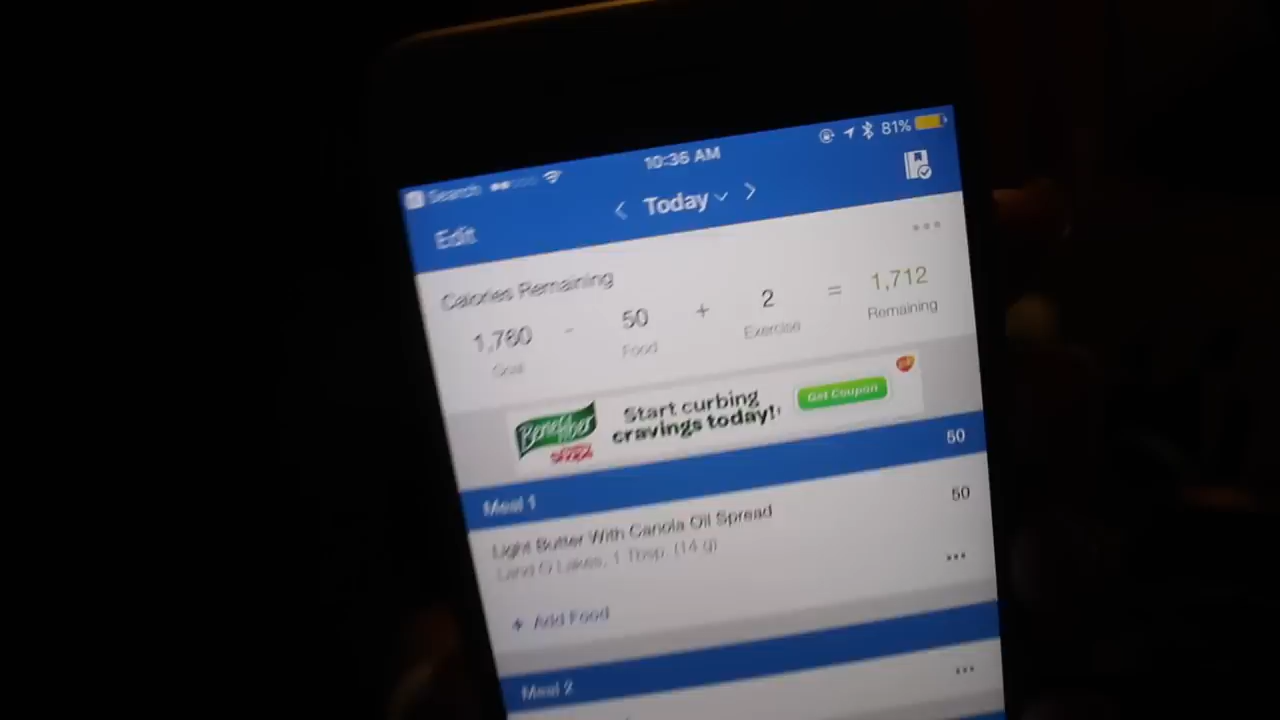 Search 10:36 AM 81%
Edit Today
Calories Remaining
1,760 - 50 + 2 = 1,712
Goal Food Exercise Remaining
Benefiber
Start curbing
cravings today!
Get Coupon
Meal 1 50
Light Butter With Canola Oil Spread 50
Land O Lakes, 1 Tbsp. (14 g)
+ Add Food
Meal 2